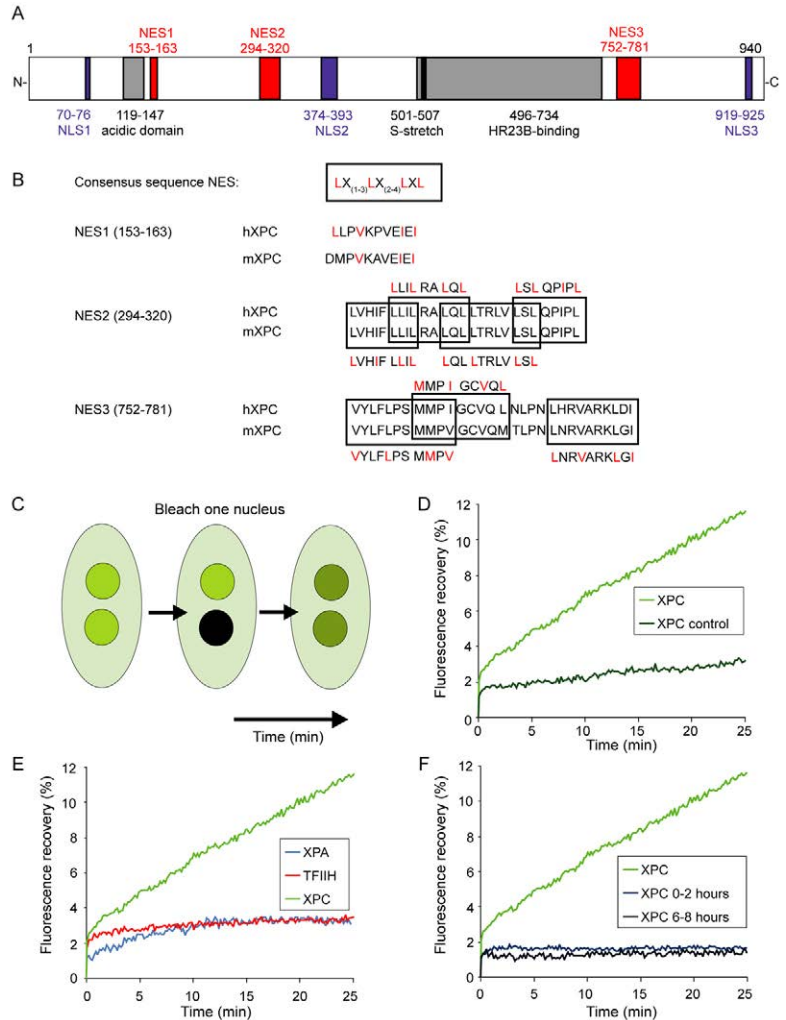 A
NES1 NES2 NES3
1 153-163 294-320 752-781 940
N- -C
70-76 119-147 374-393 501-507 496-734 919-925
NLS1 acidic domain NLS2 S-stretch HR23B-binding NLS3
B
Consensus sequence NES: LX(1-3)LX(2-4)LXL
NES1 (153-163) hXPC LLPVKPVEIEI
mXPC DMPVKAVEIEI
LLIL RA LQL LSL QPIPL
NES2 (294-320) hXPC LVHIF LLIL RA LQL LTRLV LSL QPIPL
mXPC LVHIF LLIL RA LQL LTRLV LSL QPIPL
LVHIF LLIL LQL LTRLV LSL
MMP I GCVQL
NES3 (752-781) hXPC VYLFLPS MMP I GCVQ L NLPN LHRVARKLDI
mXPC VYLFLPS MMPV GCVQM TLPN LNRVARKLGI
VYLFLPS MMPV LNRVARKLGI
C
Bleach one nucleus
Time (min)
D
Fluorescence recovery (%)
12
10
8
6
4
2
0
XPC
XPC control
0 5 10 15 20 25
Time (min)
E
Fluorescence recovery (%)
12
10
8
6
4
2
0
XPA
TFIIH
XPC
0 5 10 15 20 25
Time (min)
F
Fluorescence recovery (%)
12
10
8
6
4
2
0
XPC
XPC 0-2 hours
XPC 6-8 hours
0 5 10 15 20 25
Time (min)